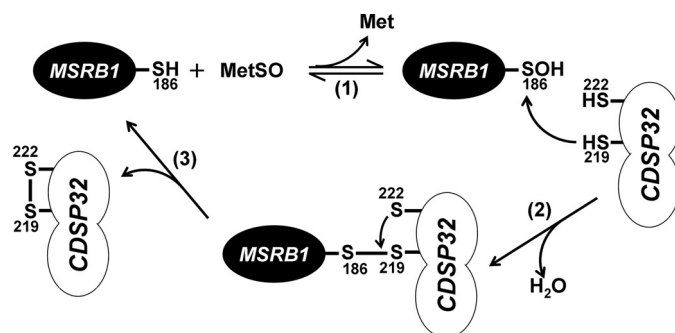 Met
MSRB1 SH + MetSO (1) MSRB1 SOH
186 186
222
HS
HS
219
CDSP32
222
S
S
219
CDSP32
(3)
(2)
H₂O
222
S
MSRB1 S S
186 219
CDSP32